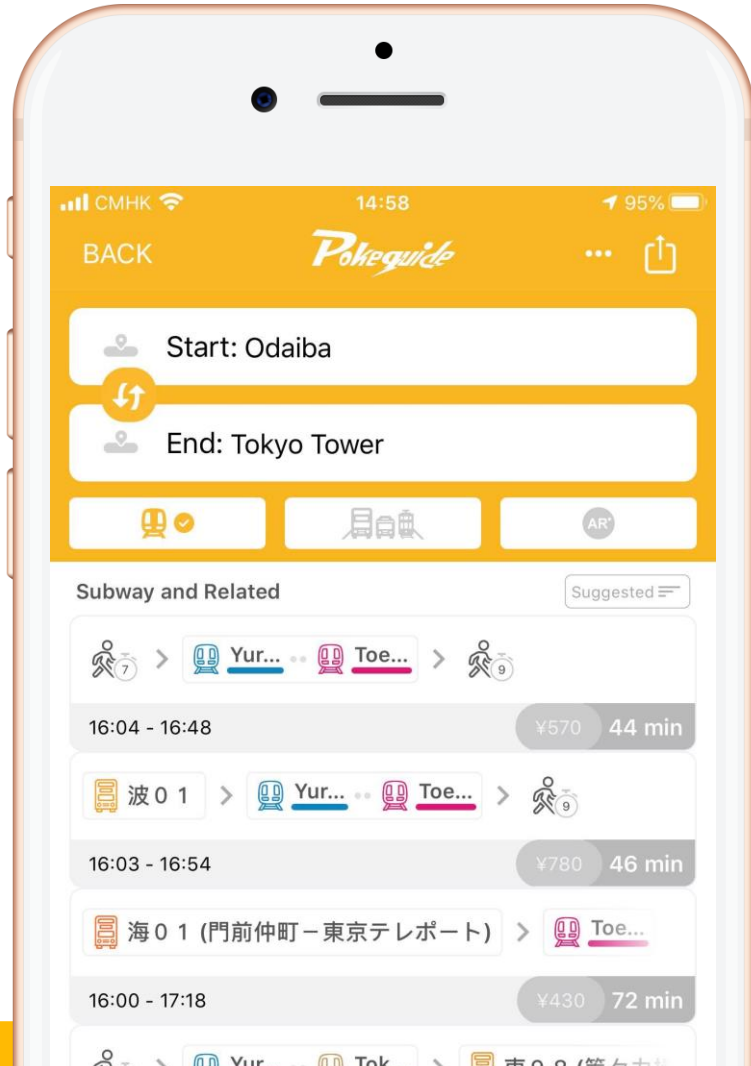 CMHK 14:58 95%
BACK Pokeguide
Start: Odaiba
End: Tokyo Tower
AR
Subway and Related Suggested
7 Yur... Toe... 9
16:04 - 16:48 ¥570 44 min
波０１ Yur... Toe... 9
16:03 - 16:54 ¥780 46 min
海０１(門前仲町－東京テレポート) Toe...
16:00 - 17:18 ¥430 72 min
Yur... Tok...